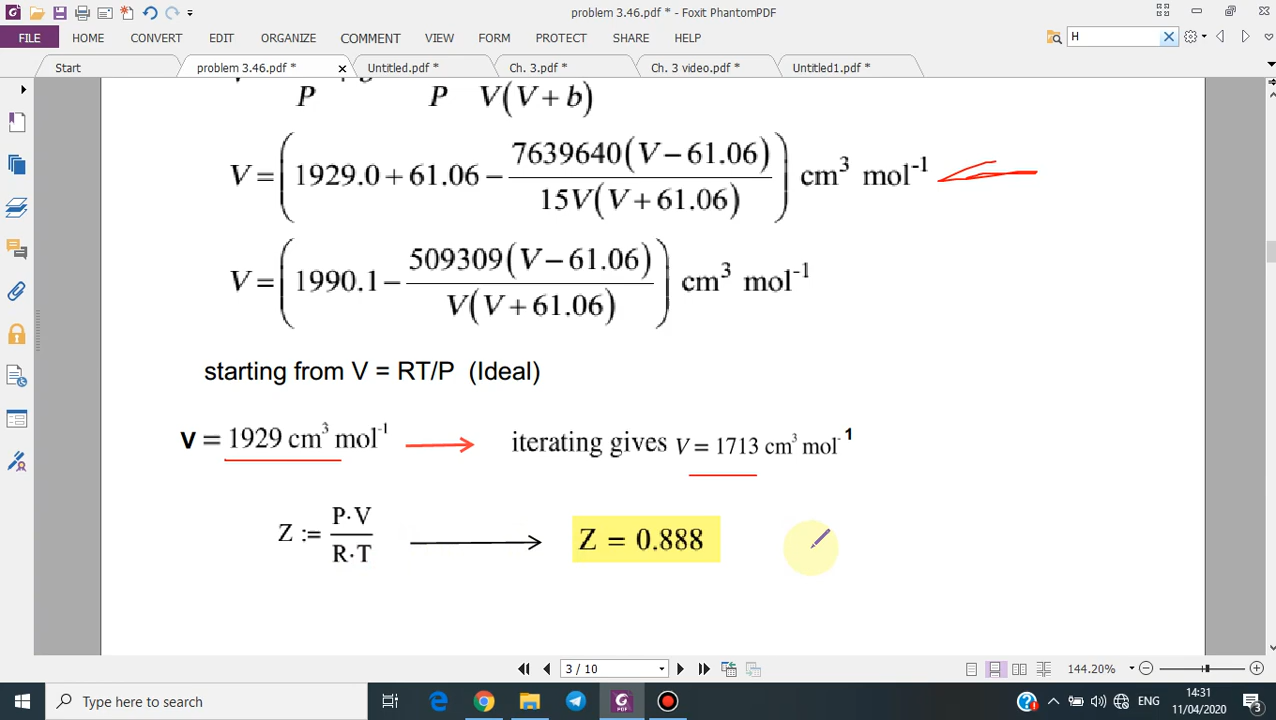 problem 3.46.pdf * - Foxit PhantomPDF
FILE HOME CONVERT EDIT ORGANIZE COMMENT VIEW FORM PROTECT SHARE HELP H
Start problem 3.46.pdf * Untitled.pdf * Ch. 3.pdf * Ch. 3 video.pdf * Untitled1.pdf *
P P V(V + b)
V = ( 1929.0 + 61.06 − 7639640(V − 61.06) / 15V(V + 61.06) ) cm³ mol⁻¹
V = ( 1990.1 − 509309(V − 61.06) / V(V + 61.06) ) cm³ mol⁻¹
starting from V = RT/P (Ideal)
V = 1929 cm³ mol⁻¹ → iterating gives V = 1713 cm³ mol⁻¹
Z := P·V / R·T → Z = 0.888
3 / 10 144.20%
Type here to search ENG 14:31
11/04/2020 3